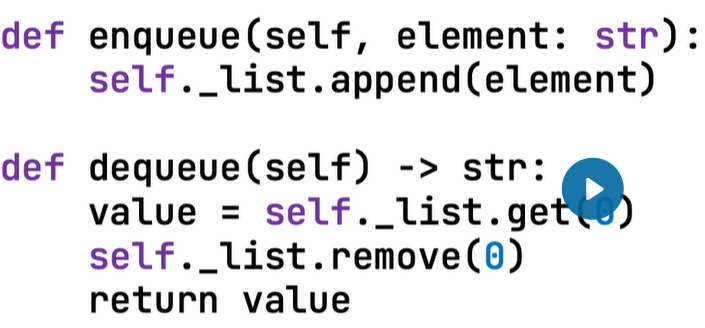 def enqueue(self, element: str):
    self._list.append(element)
def dequeue(self) -> str:
    value = self._list.get(0)
    self._list.remove(0)
    return value